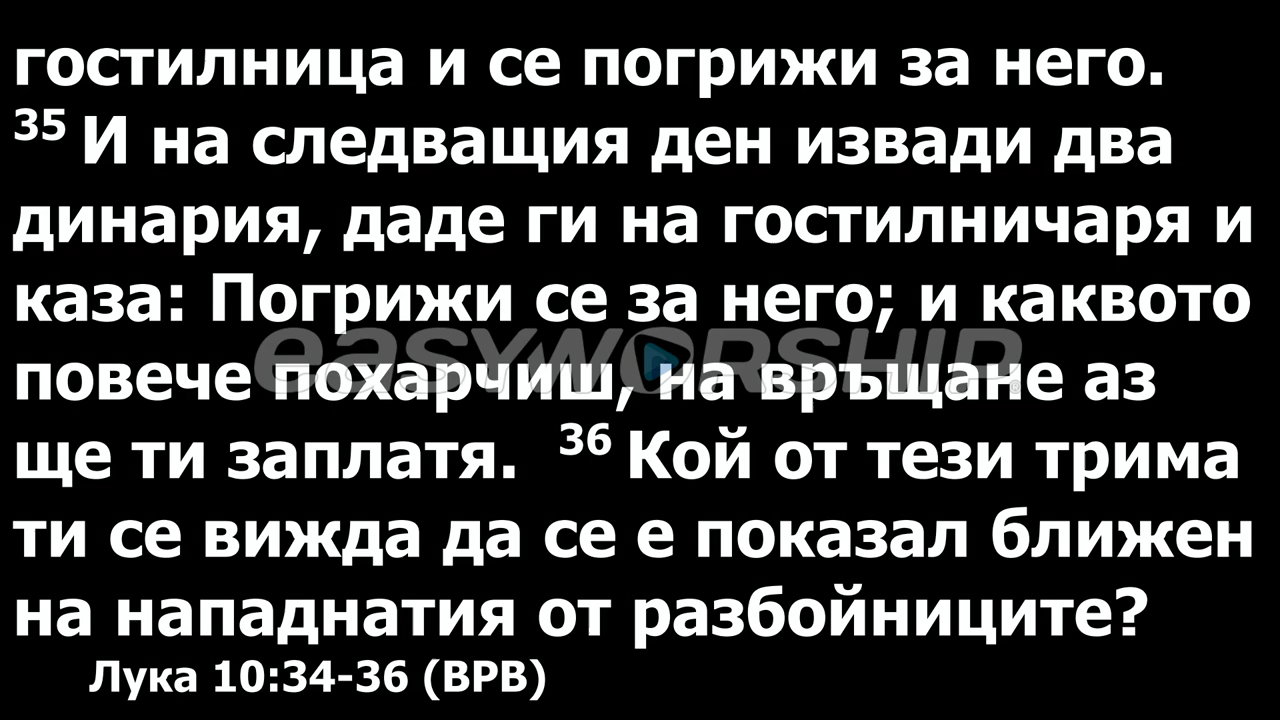 гостилница и се погрижи за него.
35 И на следващия ден извади два
динария, даде ги на гостилничаря и
каза: Погрижи се за него; и каквото
повече похарчиш, на връщане аз
ще ти заплатя. 36 Кой от тези трима
ти се вижда да се е показал ближен
на нападнатия от разбойниците?
Лука 10:34-36 (ВРВ)
easyworship®